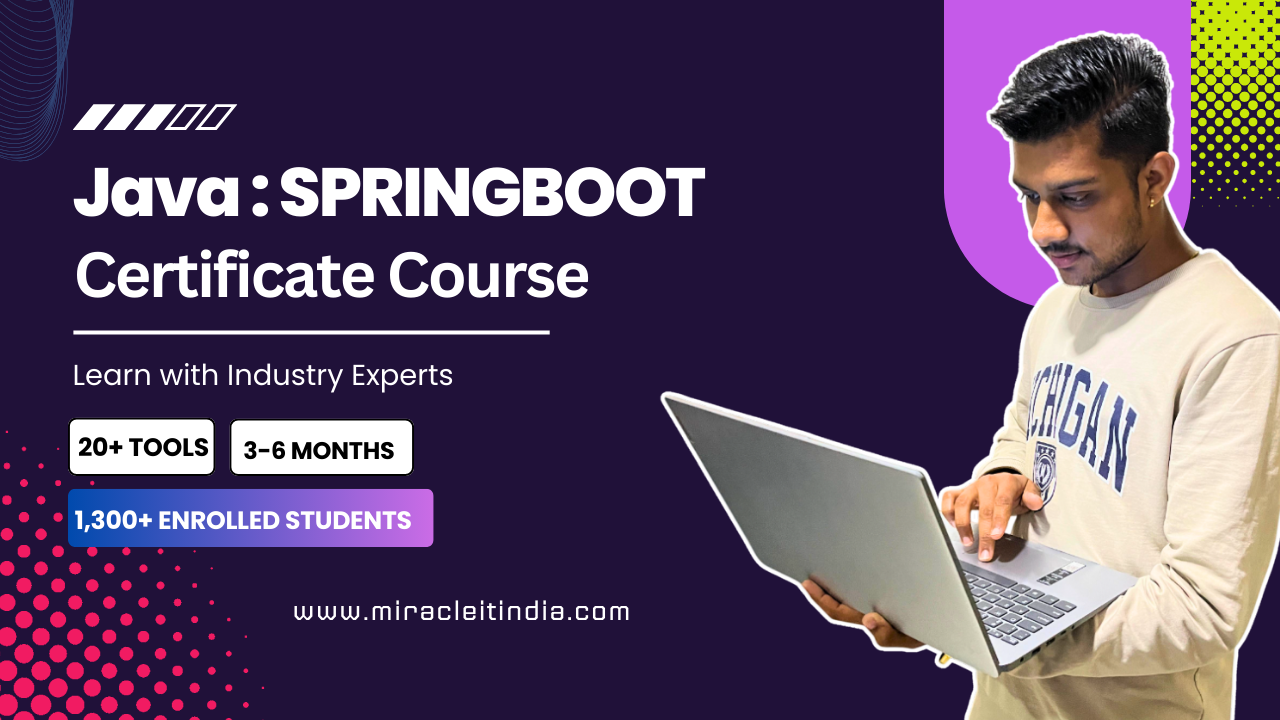 Java : SPRINGBOOT
Certificate Course
Learn with Industry Experts
20+ TOOLS
3-6 MONTHS
1,300+ ENROLLED STUDENTS
www.miracleitindia.com
MICHIGAN